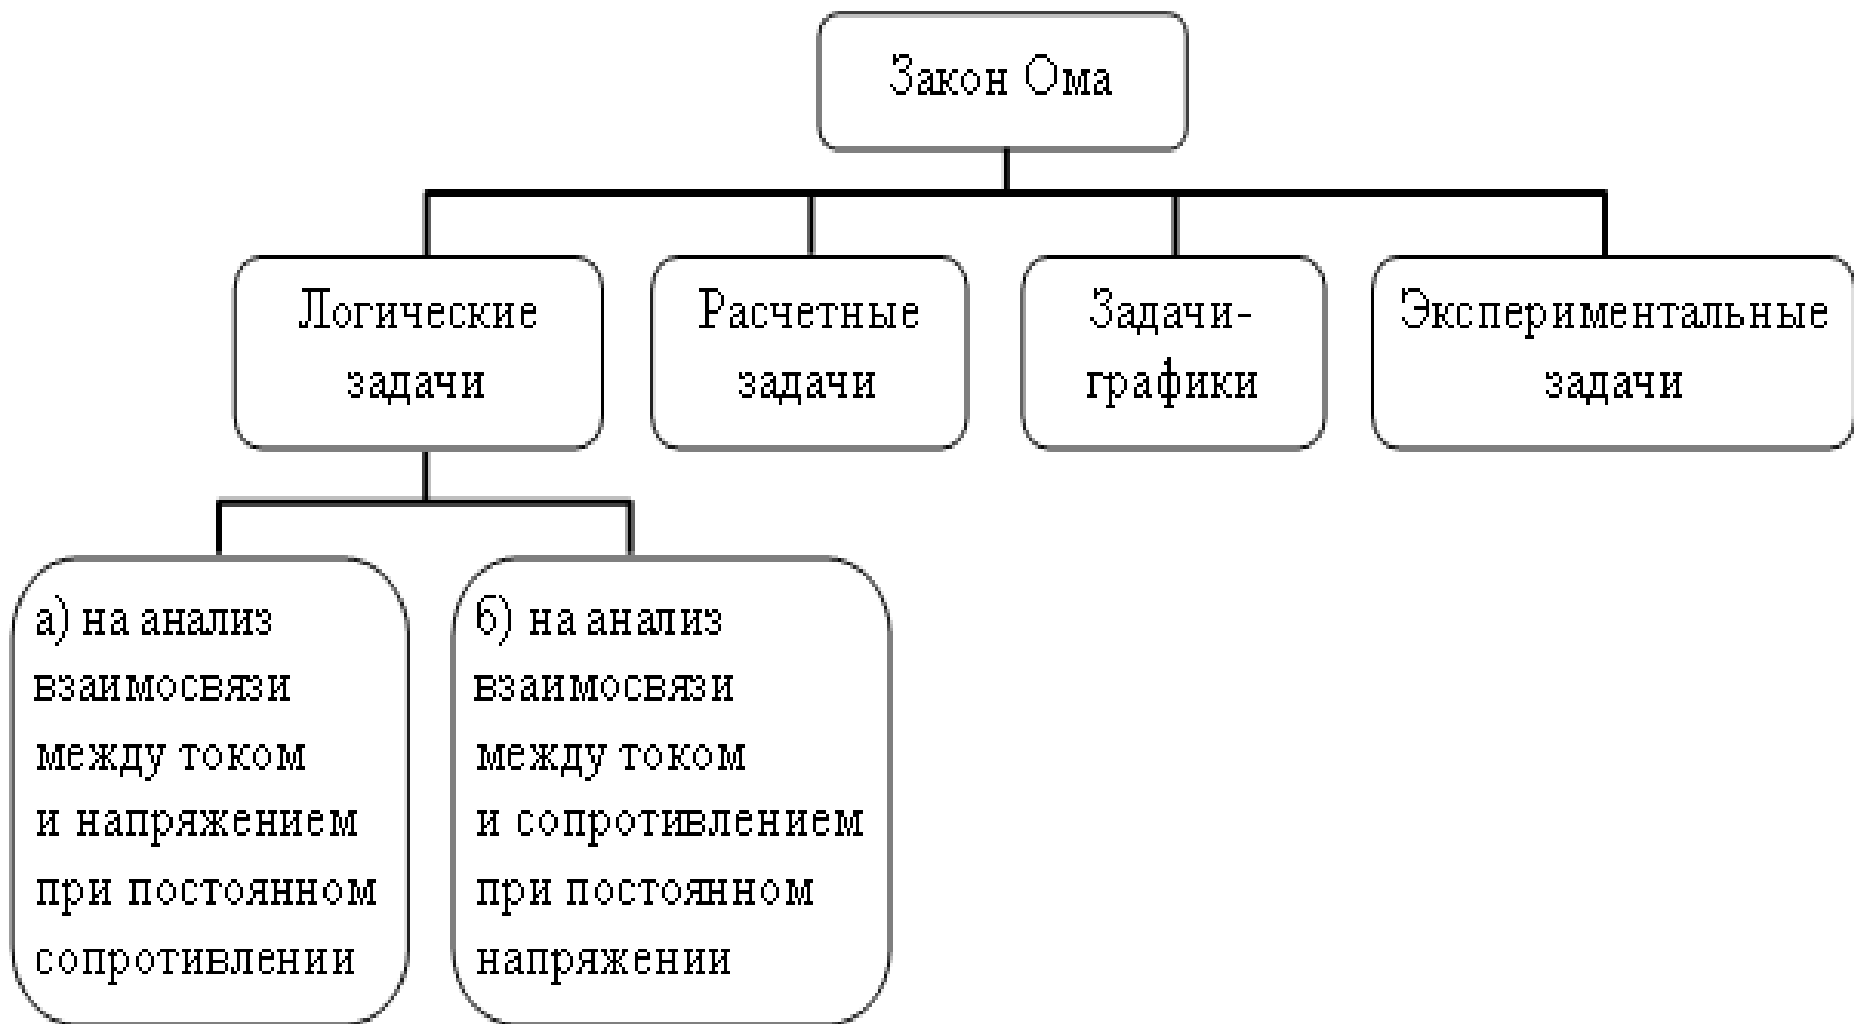 Закон Ома
Логические
задачи
Расчетные
задачи
Задачи-
графики
Экспериментальные
задачи
а) на анализ
взаимосвязи
между током
и напряжением
при постоянном
сопротивлении
б) на анализ
взаимосвязи
между током
и сопротивлением
при постоянном
напряжении